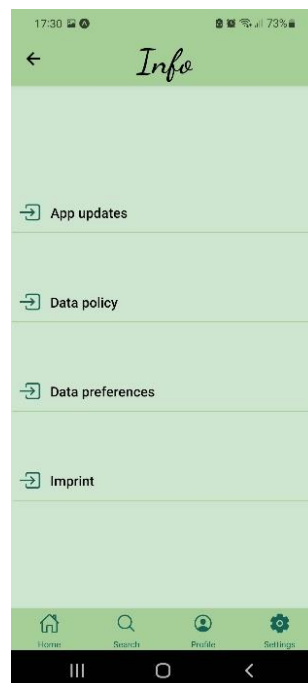 17:30 73%
Info
App updates
Data policy
Data preferences
Imprint
Home Search Profile Settings